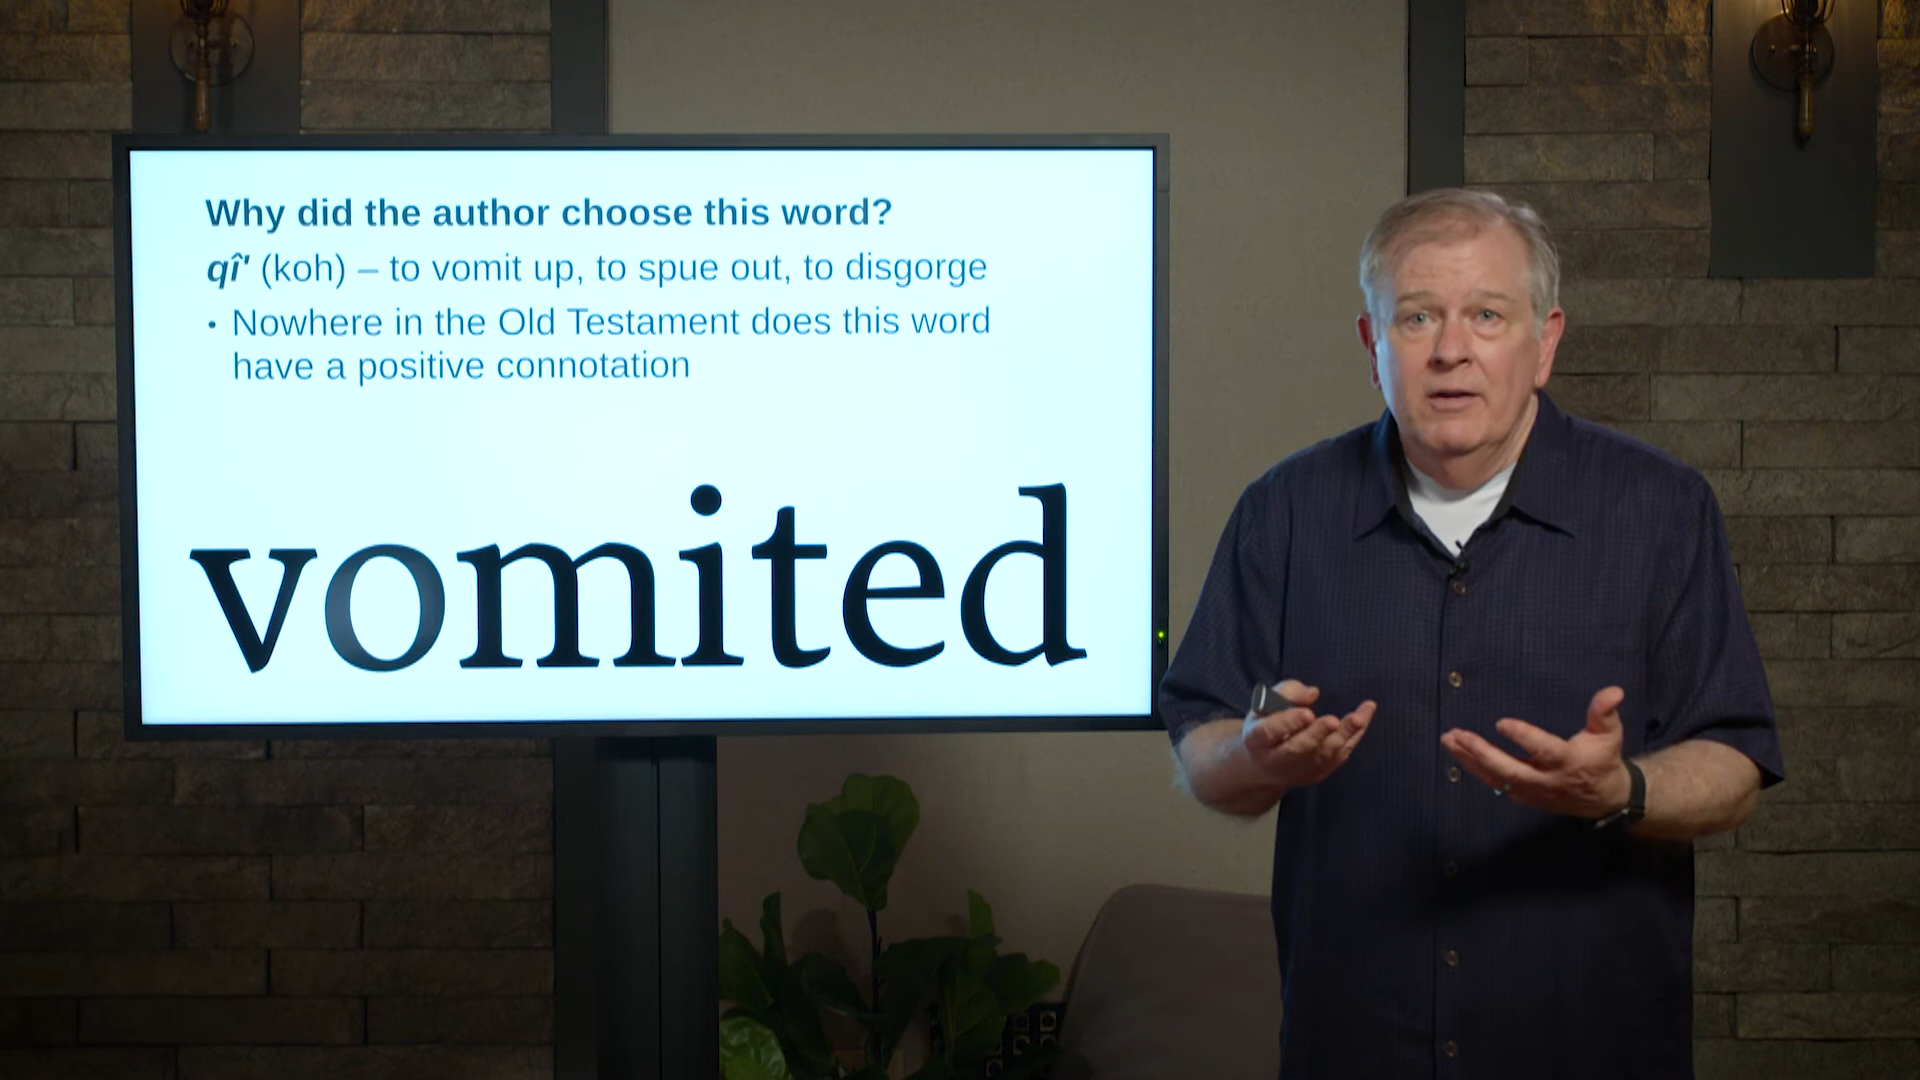 Why did the author choose this word?
qî' (koh) – to vomit up, to spue out, to disgorge
• Nowhere in the Old Testament does this word
have a positive connotation
vomited